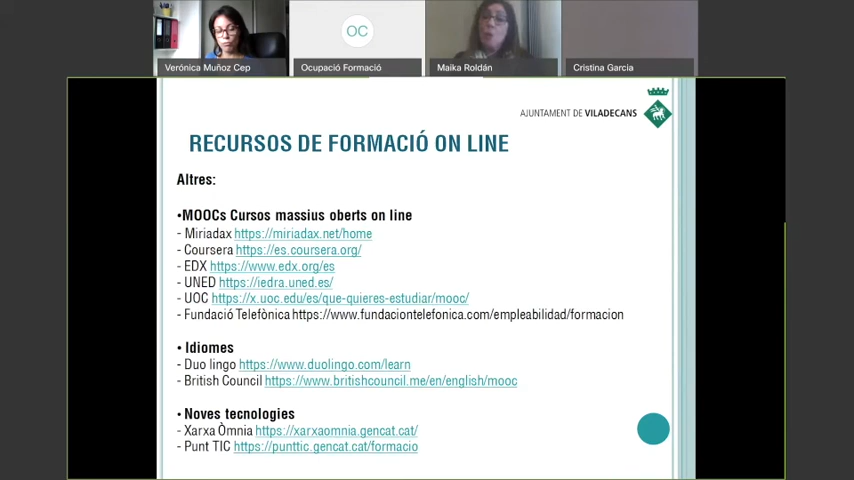 OC
Verónica Muñoz Cep
Ocupació Formació
Maika Roldán
Cristina Garcia
AJUNTAMENT DE VILADECANS
RECURSOS DE FORMACIÓ ON LINE
Altres:
•MOOCs Cursos massius oberts on line
- Miriadax https://miriadax.net/home
- Coursera https://es.coursera.org/
- EDX https://www.edx.org/es
- UNED https://iedra.uned.es/
- UOC https://x.uoc.edu/es/que-quieres-estudiar/mooc/
- Fundació Telefònica https://www.fundaciontelefonica.com/empleabilidad/formacion
• Idiomes
- Duo lingo https://www.duolingo.com/learn
- British Council https://www.britishcouncil.me/en/english/mooc
• Noves tecnologies
- Xarxa Òmnia https://xarxaomnia.gencat.cat/
- Punt TIC https://punttic.gencat.cat/formacio